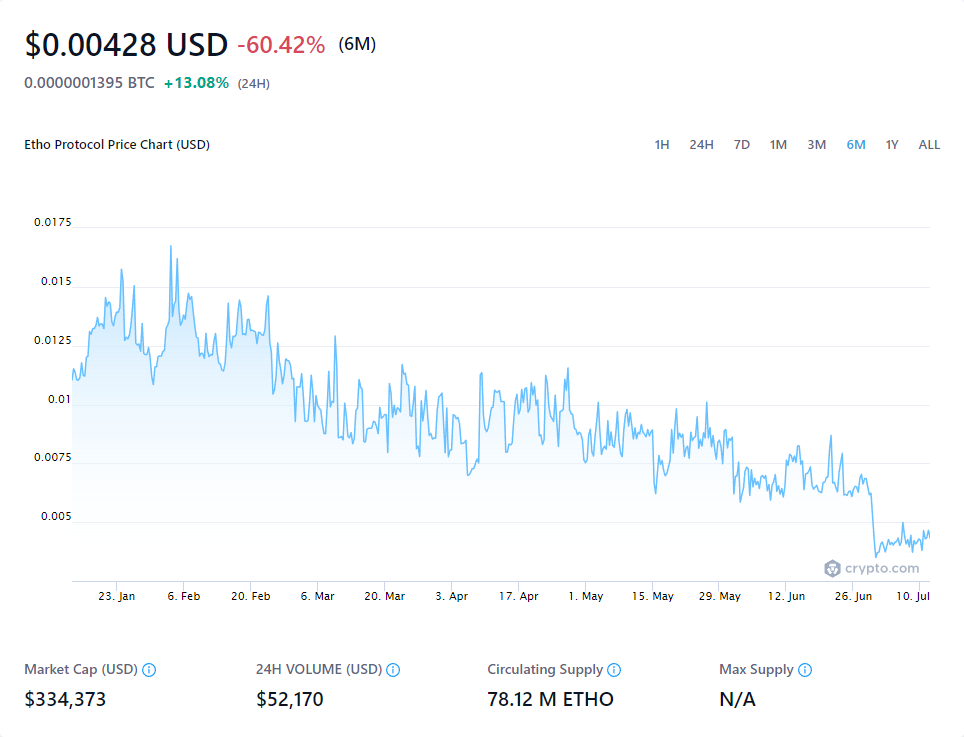 $0.00428 USD -60.42% (6M)
0.0000001395 BTC +13.08% (24H)
Etho Protocol Price Chart (USD) 1H 24H 7D 1M 3M 6M 1Y ALL
0.0175
0.015
0.0125
0.01
0.0075
0.005
crypto.com
23. Jan 6. Feb 20. Feb 6. Mar 20. Mar 3. Apr 17. Apr 1. May 15. May 29. May 12. Jun 26. Jun 10. Jul
Market Cap (USD) 24H VOLUME (USD) Circulating Supply Max Supply
$334,373 $52,170 78.12 M ETHO N/A